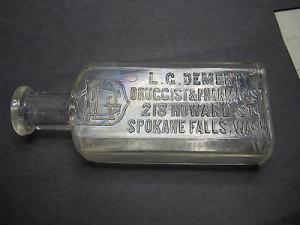 L.C. DEMERT
DRUGGIST & PHARMACIST
218 HOWARD ST.
SPOKANE FALLS, WASH